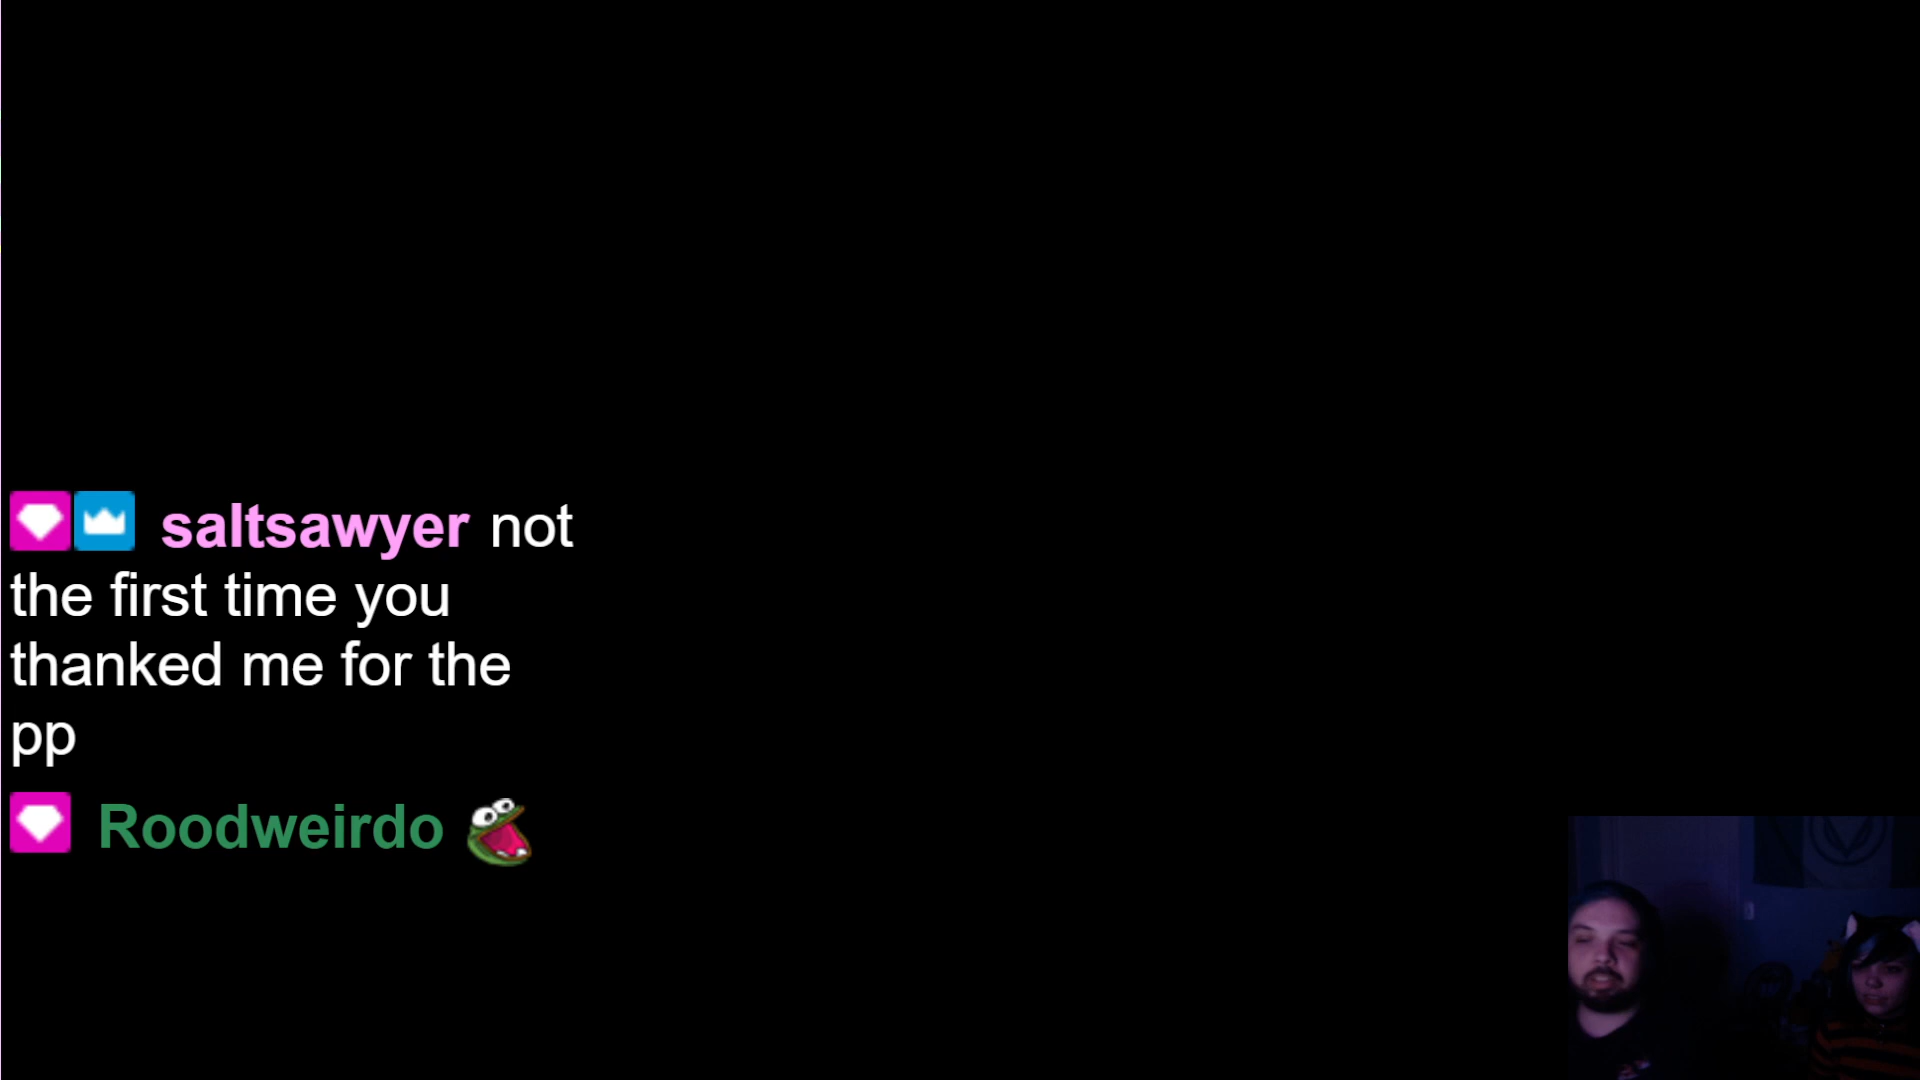 saltsawyer not
the first time you
thanked me for the
pp
Roodweirdo